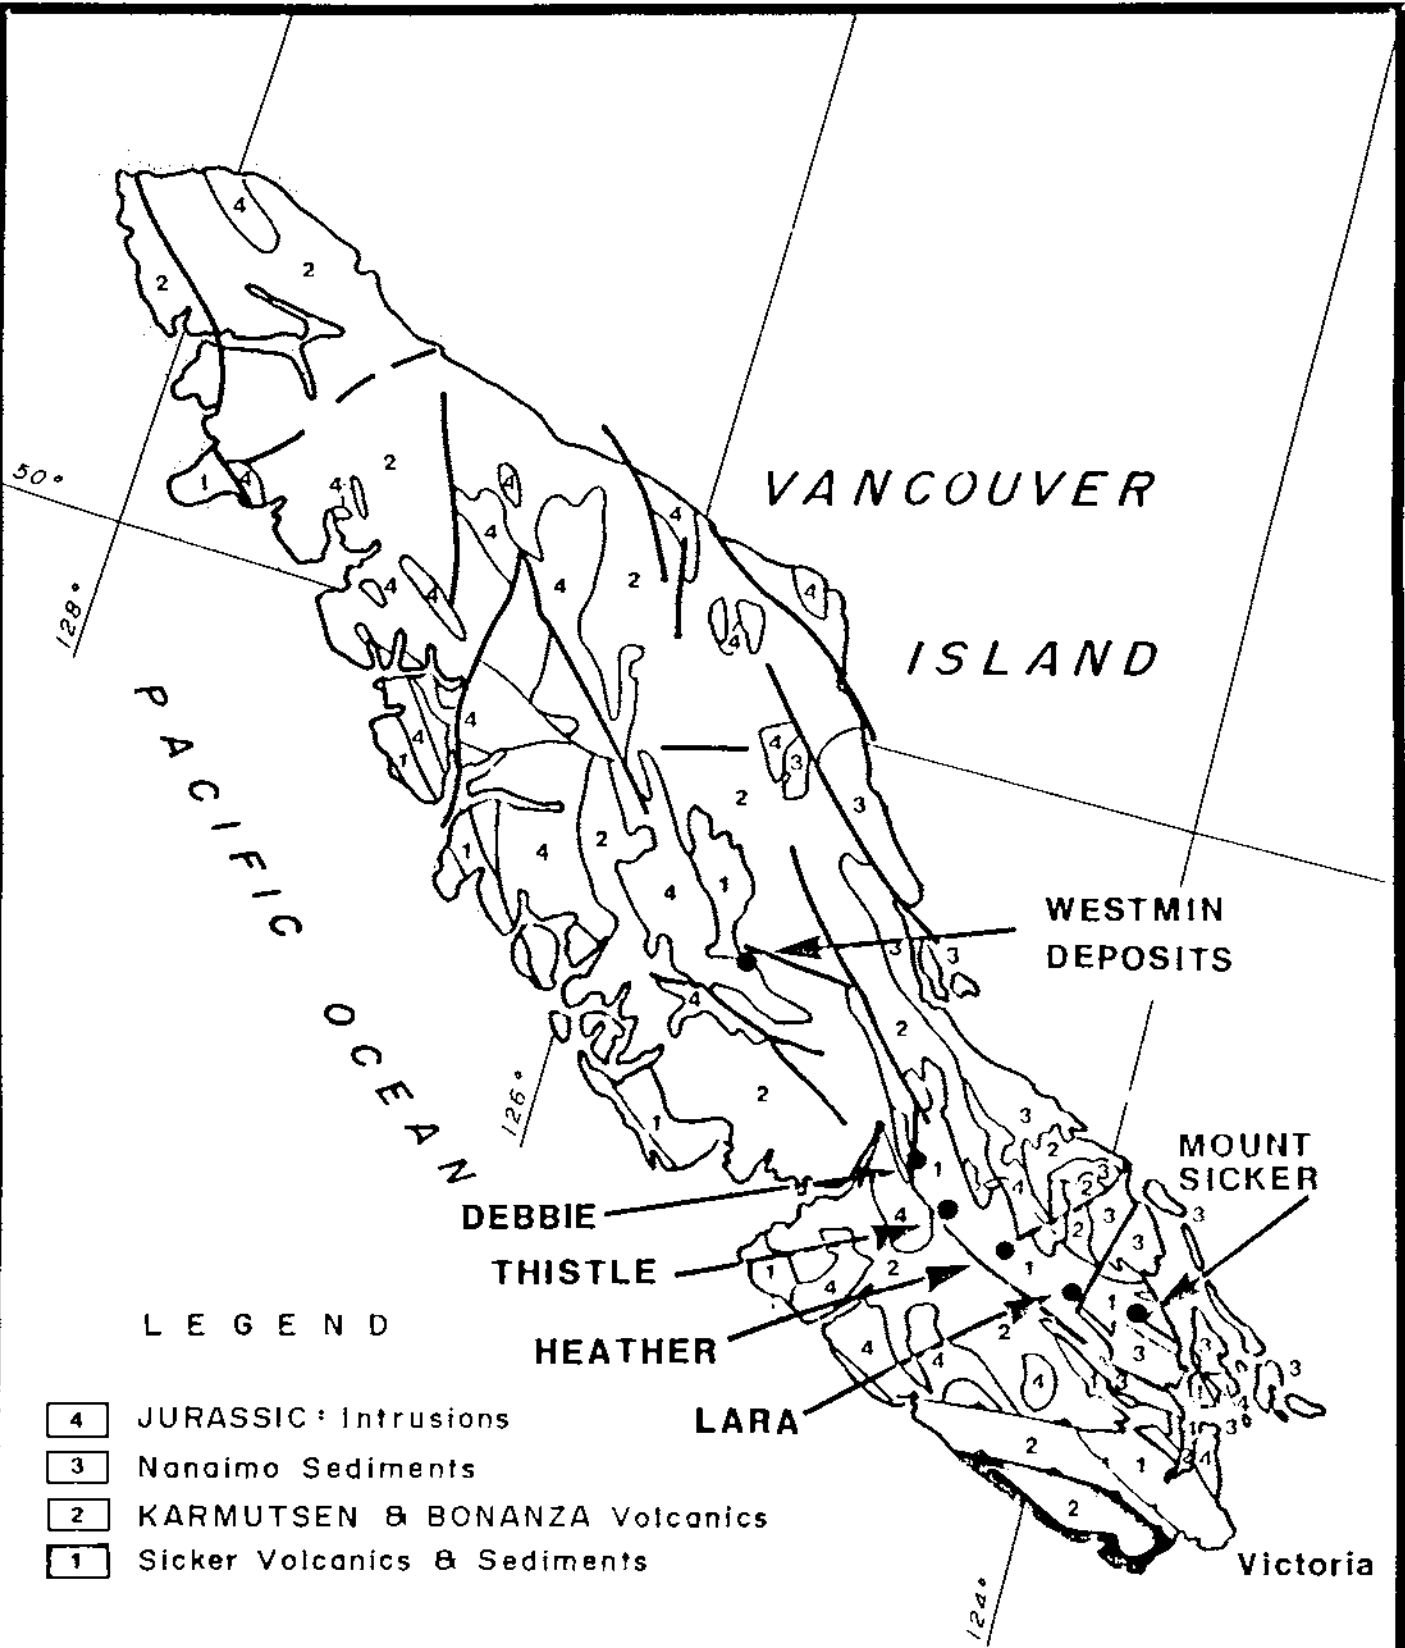 VANCOUVER
ISLAND
50°
128°
PACIFIC OCEAN
126°
124°
WESTMIN
DEPOSITS
MOUNT
SICKER
DEBBIE
THISTLE
HEATHER
LARA
Victoria
LEGEND
4 JURASSIC: Intrusions
3 Nanaimo Sediments
2 KARMUTSEN & BONANZA Volcanics
1 Sicker Volcanics & Sediments